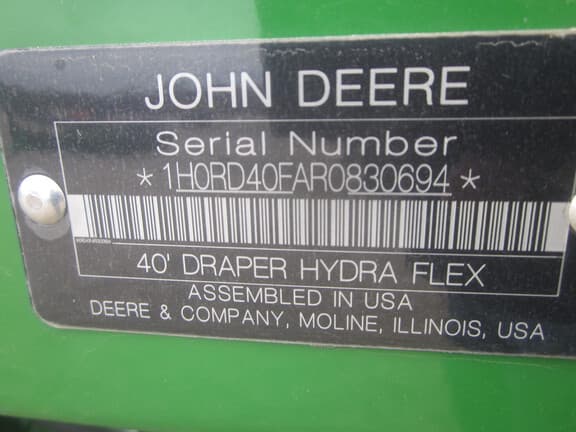 JOHN DEERE
Serial Number
*1H0RD40FAR0830694*
40' DRAPER HYDRA FLEX
ASSEMBLED IN USA
DEERE & COMPANY, MOLINE, ILLINOIS, USA